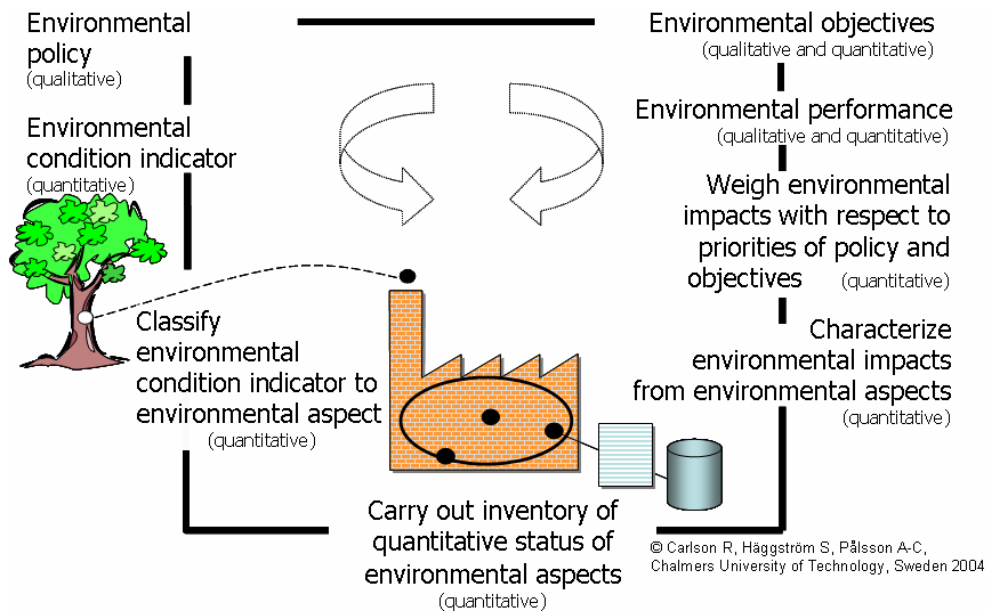 Environmental
policy
(qualitative)
Environmental
condition indicator
(quantitative)
Classify
environmental
condition indicator to
environmental aspect
(quantitative)
Carry out inventory of
quantitative status of
environmental aspects
(quantitative)
Environmental objectives
(qualitative and quantitative)
Environmental performance
(qualitative and quantitative)
Weigh environmental
impacts with respect to
priorities of policy and
objectives (quantitative)
Characterize
environmental impacts
from environmental aspects
(quantitative)
© Carlson R, Häggström S, Pålsson A-C,
Chalmers University of Technology, Sweden 2004